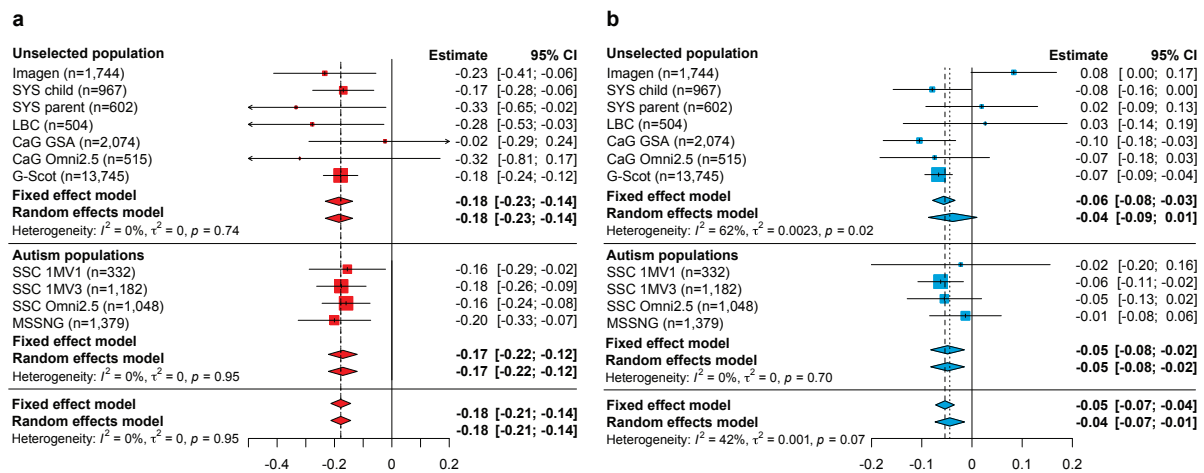 a
Unselected population Estimate 95% CI
Imagen (n=1,744) -0.23 [-0.41; -0.06]
SYS child (n=967) -0.17 [-0.28; -0.06]
SYS parent (n=602) -0.33 [-0.65; -0.02]
LBC (n=504) -0.28 [-0.53; -0.03]
CaG GSA (n=2,074) -0.02 [-0.29; 0.24]
CaG Omni2.5 (n=515) -0.32 [-0.81; 0.17]
G-Scot (n=13,745) -0.18 [-0.24; -0.12]
Fixed effect model -0.18 [-0.23; -0.14]
Random effects model -0.18 [-0.23; -0.14]
Heterogeneity: I² = 0%, τ² = 0, p = 0.74
Autism populations
SSC 1MV1 (n=332) -0.16 [-0.29; -0.02]
SSC 1MV3 (n=1,182) -0.18 [-0.26; -0.09]
SSC Omni2.5 (n=1,048) -0.16 [-0.24; -0.08]
MSSNG (n=1,379) -0.20 [-0.33; -0.07]
Fixed effect model -0.17 [-0.22; -0.12]
Random effects model -0.17 [-0.22; -0.12]
Heterogeneity: I² = 0%, τ² = 0, p = 0.95
Fixed effect model -0.18 [-0.21; -0.14]
Random effects model -0.18 [-0.21; -0.14]
Heterogeneity: I² = 0%, τ² = 0, p = 0.95
-0.4 -0.2 0 0.2
b
Unselected population Estimate 95% CI
Imagen (n=1,744) 0.08 [ 0.00; 0.17]
SYS child (n=967) -0.08 [-0.16; 0.00]
SYS parent (n=602) 0.02 [-0.09; 0.13]
LBC (n=504) 0.03 [-0.14; 0.19]
CaG GSA (n=2,074) -0.10 [-0.18; -0.03]
CaG Omni2.5 (n=515) -0.07 [-0.18; 0.03]
G-Scot (n=13,745) -0.07 [-0.09; -0.04]
Fixed effect model -0.06 [-0.08; -0.03]
Random effects model -0.04 [-0.09; 0.01]
Heterogeneity: I² = 62%, τ² = 0.0023, p = 0.02
Autism populations
SSC 1MV1 (n=332) -0.02 [-0.20; 0.16]
SSC 1MV3 (n=1,182) -0.06 [-0.11; -0.02]
SSC Omni2.5 (n=1,048) -0.05 [-0.13; 0.02]
MSSNG (n=1,379) -0.01 [-0.08; 0.06]
Fixed effect model -0.05 [-0.08; -0.02]
Random effects model -0.05 [-0.08; -0.02]
Heterogeneity: I² = 0%, τ² = 0, p = 0.70
Fixed effect model -0.05 [-0.07; -0.04]
Random effects model -0.04 [-0.07; -0.01]
Heterogeneity: I² = 42%, τ² = 0.001, p = 0.07
-0.2 -0.1 0 0.1 0.2